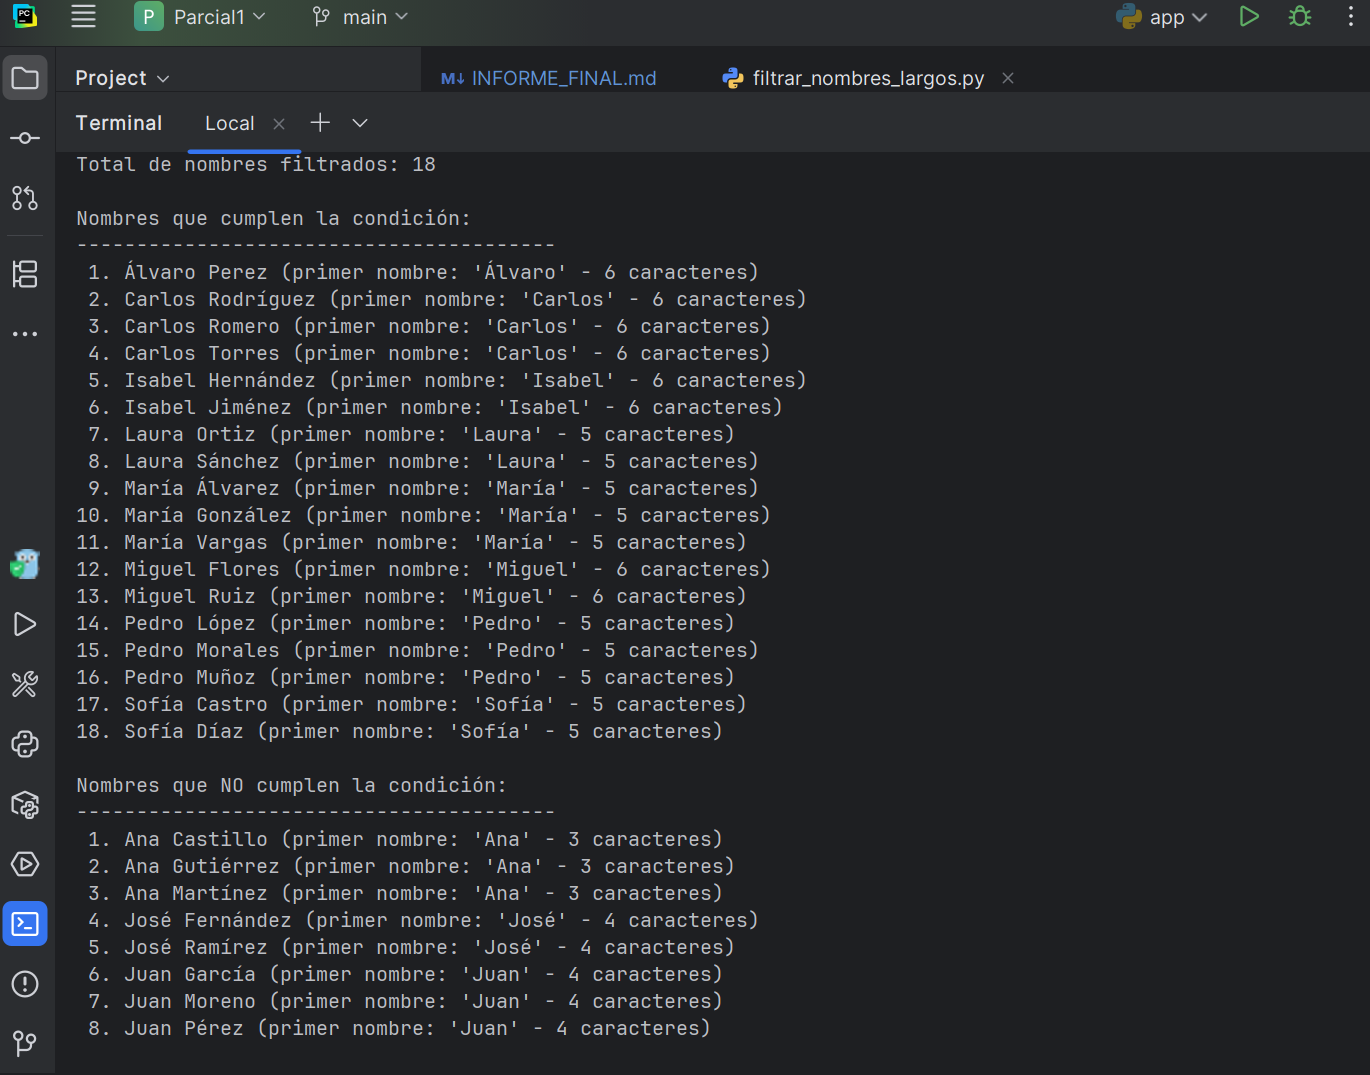 PC
P Parcial1 main app
Project M↓ INFORME_FINAL.md filtrar_nombres_largos.py
Terminal Local
Total de nombres filtrados: 18
Nombres que cumplen la condición:
----------------------------------------
1. Álvaro Perez (primer nombre: 'Álvaro' - 6 caracteres)
2. Carlos Rodríguez (primer nombre: 'Carlos' - 6 caracteres)
3. Carlos Romero (primer nombre: 'Carlos' - 6 caracteres)
4. Carlos Torres (primer nombre: 'Carlos' - 6 caracteres)
5. Isabel Hernández (primer nombre: 'Isabel' - 6 caracteres)
6. Isabel Jiménez (primer nombre: 'Isabel' - 6 caracteres)
7. Laura Ortiz (primer nombre: 'Laura' - 5 caracteres)
8. Laura Sánchez (primer nombre: 'Laura' - 5 caracteres)
9. María Álvarez (primer nombre: 'María' - 5 caracteres)
10. María González (primer nombre: 'María' - 5 caracteres)
11. María Vargas (primer nombre: 'María' - 5 caracteres)
12. Miguel Flores (primer nombre: 'Miguel' - 6 caracteres)
13. Miguel Ruiz (primer nombre: 'Miguel' - 6 caracteres)
14. Pedro López (primer nombre: 'Pedro' - 5 caracteres)
15. Pedro Morales (primer nombre: 'Pedro' - 5 caracteres)
16. Pedro Muñoz (primer nombre: 'Pedro' - 5 caracteres)
17. Sofía Castro (primer nombre: 'Sofía' - 5 caracteres)
18. Sofía Díaz (primer nombre: 'Sofía' - 5 caracteres)
Nombres que NO cumplen la condición:
----------------------------------------
1. Ana Castillo (primer nombre: 'Ana' - 3 caracteres)
2. Ana Gutiérrez (primer nombre: 'Ana' - 3 caracteres)
3. Ana Martínez (primer nombre: 'Ana' - 3 caracteres)
4. José Fernández (primer nombre: 'José' - 4 caracteres)
5. José Ramírez (primer nombre: 'José' - 4 caracteres)
6. Juan García (primer nombre: 'Juan' - 4 caracteres)
7. Juan Moreno (primer nombre: 'Juan' - 4 caracteres)
8. Juan Pérez (primer nombre: 'Juan' - 4 caracteres)